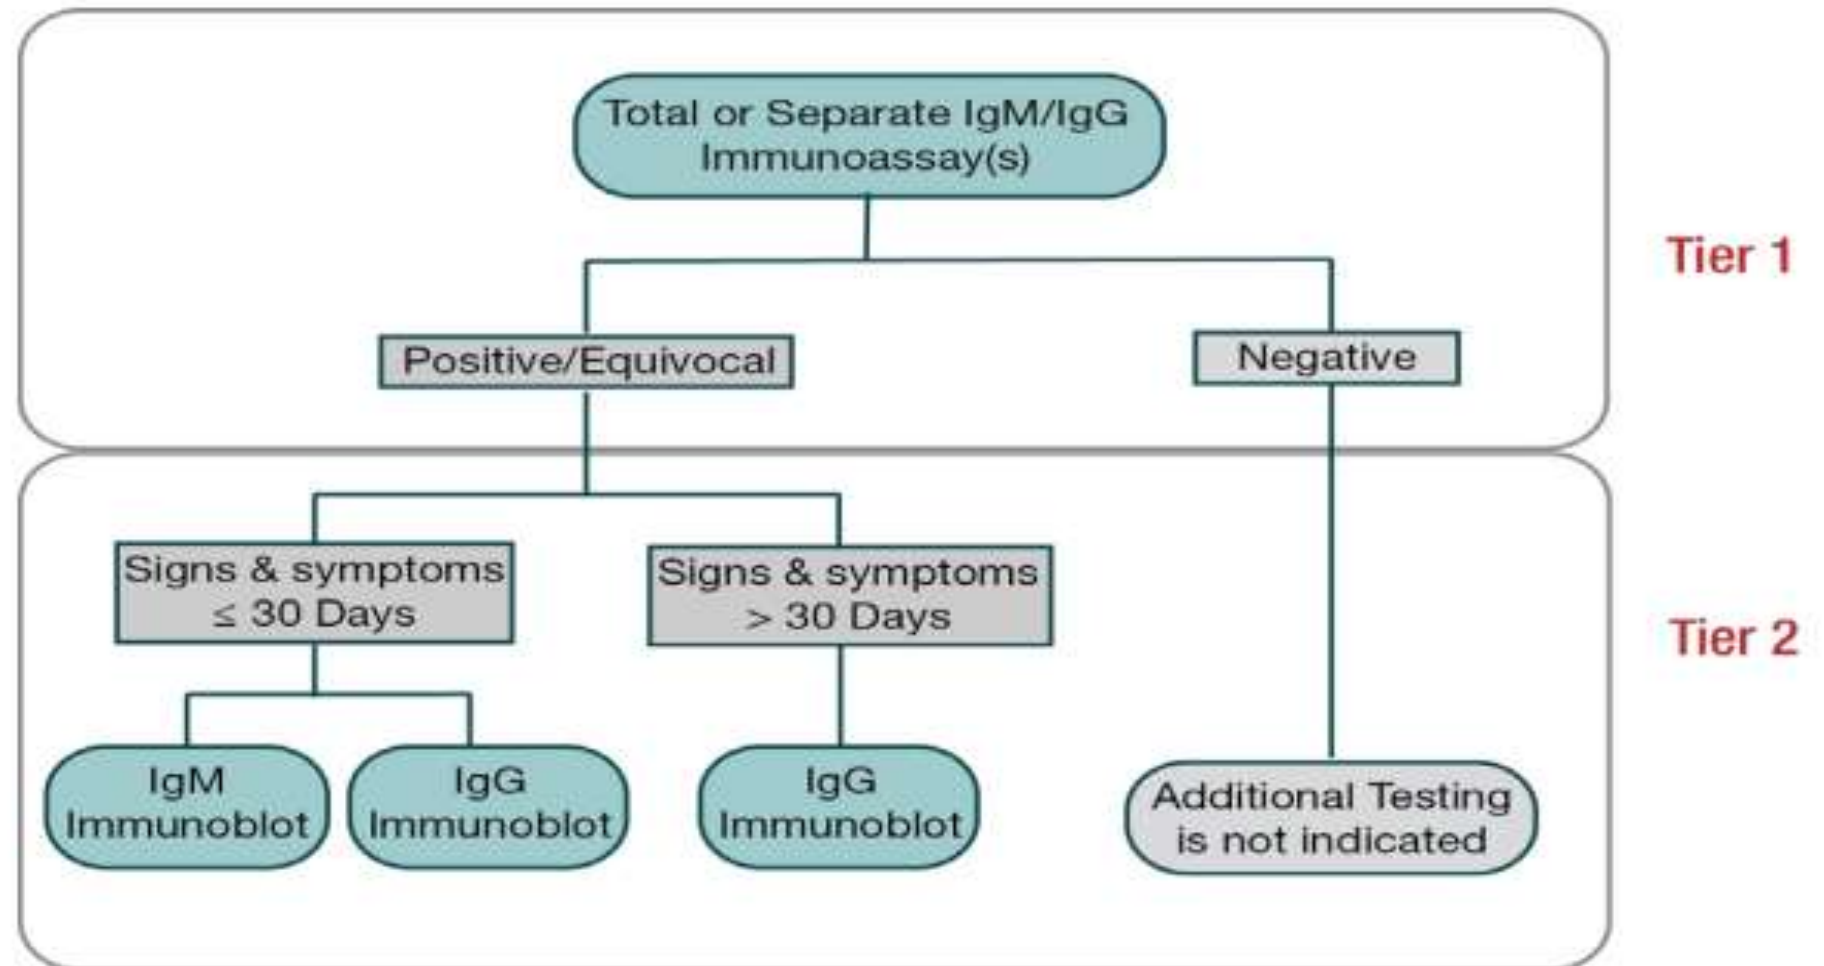 Total or Separate IgM/IgG
Immunoassay(s)
Tier 1
Positive/Equivocal
Negative
Signs & symptoms
≤ 30 Days
Signs & symptoms
> 30 Days
Tier 2
IgM
Immunoblot
IgG
Immunoblot
IgG
Immunoblot
Additional Testing
is not indicated